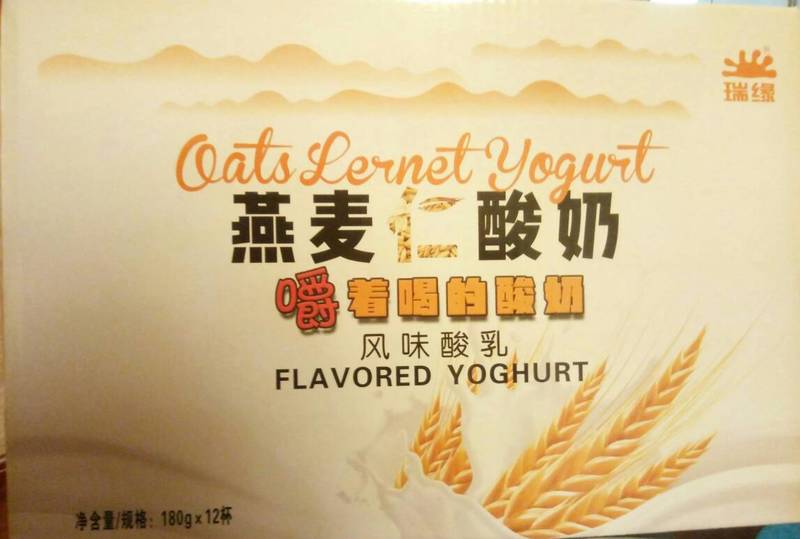 瑞缘
Oats Lernet Yogurt
燕麦仁酸奶
嚼着喝的酸奶
风味酸乳
FLAVORED YOGHURT
净含量/规格：180g×12杯